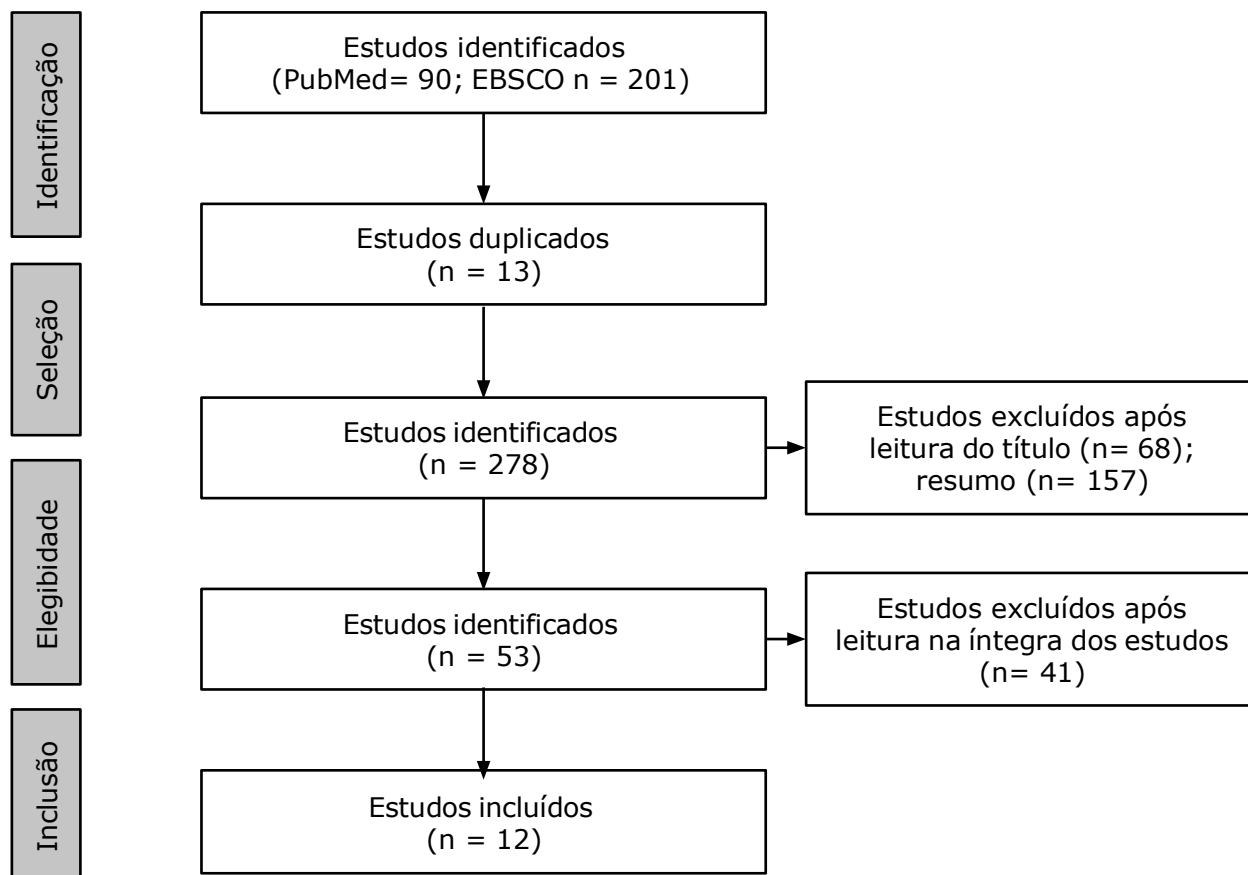 Identificação
Estudos identificados
(PubMed= 90; EBSCO n = 201)
Estudos duplicados
(n = 13)
Seleção
Estudos identificados
(n = 278)
Estudos excluídos após
leitura do título (n= 68);
resumo (n= 157)
Elegibidade
Estudos identificados
(n = 53)
Estudos excluídos após
leitura na íntegra dos estudos
(n= 41)
Inclusão
Estudos incluídos
(n = 12)